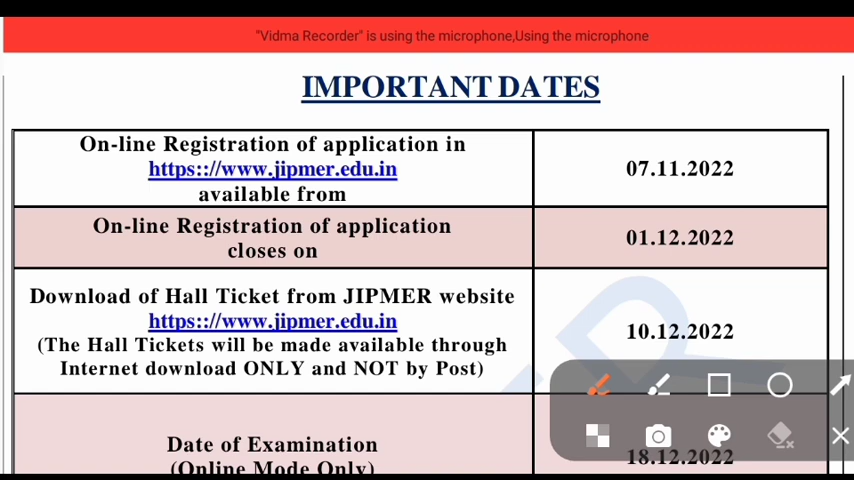 "Vidma Recorder" is using the microphone,Using the microphone
IMPORTANT DATES
On-line Registration of application in
https:://www.jipmer.edu.in
available from
07.11.2022
On-line Registration of application
closes on
01.12.2022
Download of Hall Ticket from JIPMER website
https:://www.jipmer.edu.in
(The Hall Tickets will be made available through
Internet download ONLY and NOT by Post)
10.12.2022
Date of Examination
(Online Mode Only)
18.12.2022